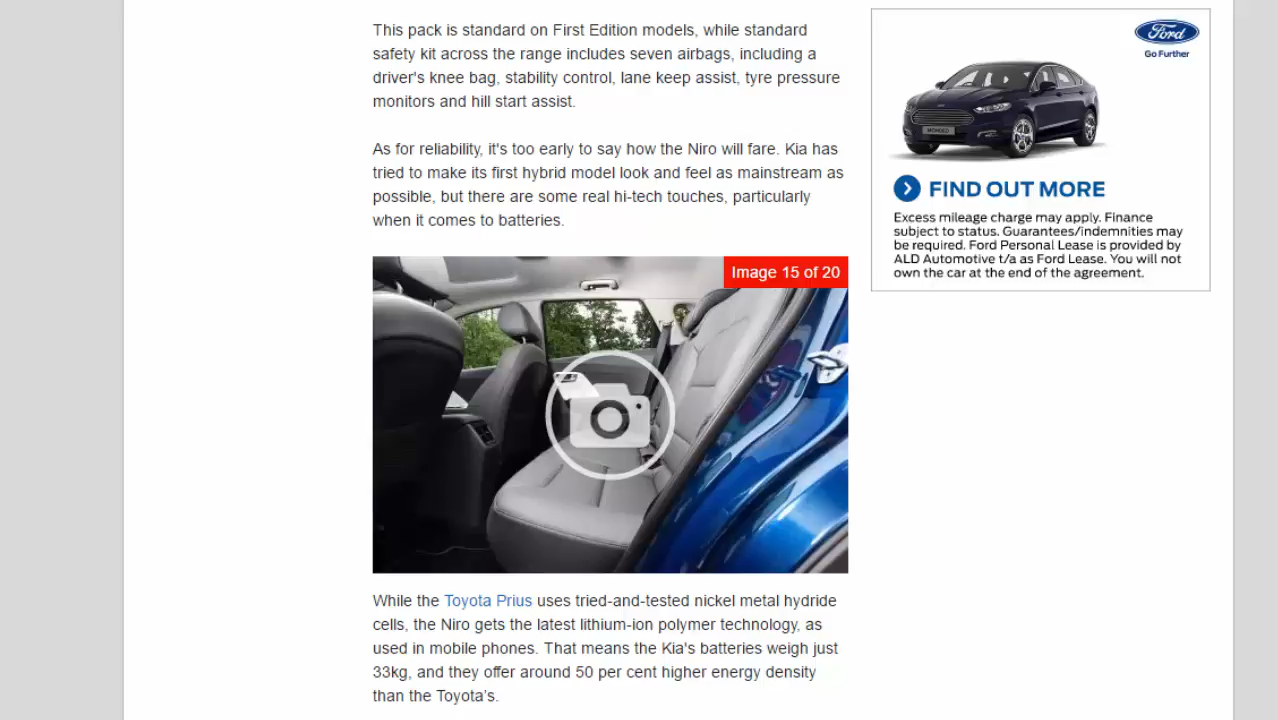 This pack is standard on First Edition models, while standard
safety kit across the range includes seven airbags, including a
driver's knee bag, stability control, lane keep assist, tyre pressure
monitors and hill start assist.
As for reliability, it's too early to say how the Niro will fare. Kia has
tried to make its first hybrid model look and feel as mainstream as
possible, but there are some real hi-tech touches, particularly
when it comes to batteries.
Image 15 of 20
While the Toyota Prius uses tried-and-tested nickel metal hydride
cells, the Niro gets the latest lithium-ion polymer technology, as
used in mobile phones. That means the Kia's batteries weigh just
33kg, and they offer around 50 per cent higher energy density
than the Toyota’s.
Ford
Go Further
MONDEO
FIND OUT MORE
Excess mileage charge may apply. Finance
subject to status. Guarantees/indemnities may
be required. Ford Personal Lease is provided by
ALD Automotive t/a as Ford Lease. You will not
own the car at the end of the agreement.